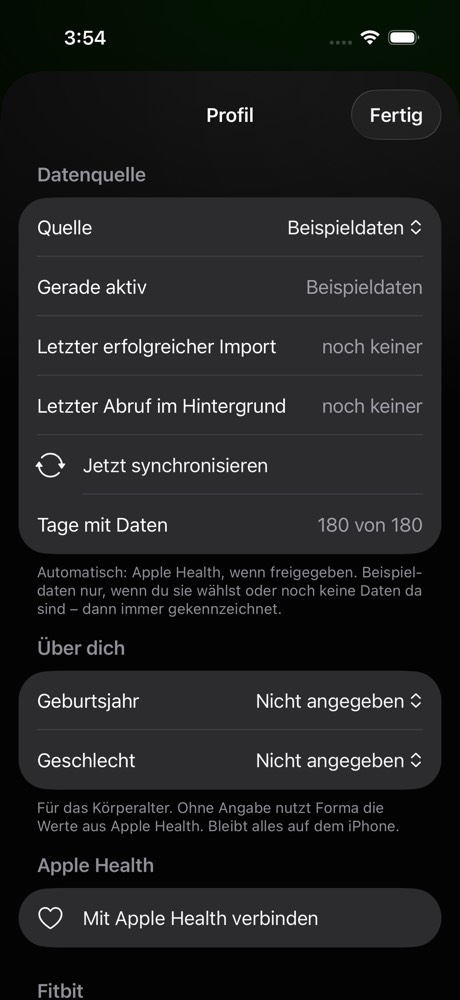 3:54
Profil
Fertig
Datenquelle
Quelle
Beispieldaten
Gerade aktiv
Beispieldaten
Letzter erfolgreicher Import
noch keiner
Letzter Abruf im Hintergrund
noch keiner
Jetzt synchronisieren
Tage mit Daten
180 von 180
Automatisch: Apple Health, wenn freigegeben. Beispiel-
daten nur, wenn du sie wählst oder noch keine Daten da
sind – dann immer gekennzeichnet.
Über dich
Geburtsjahr
Nicht angegeben
Geschlecht
Nicht angegeben
Für das Körperalter. Ohne Angabe nutzt Forma die
Werte aus Apple Health. Bleibt alles auf dem iPhone.
Apple Health
Mit Apple Health verbinden
Fitbit